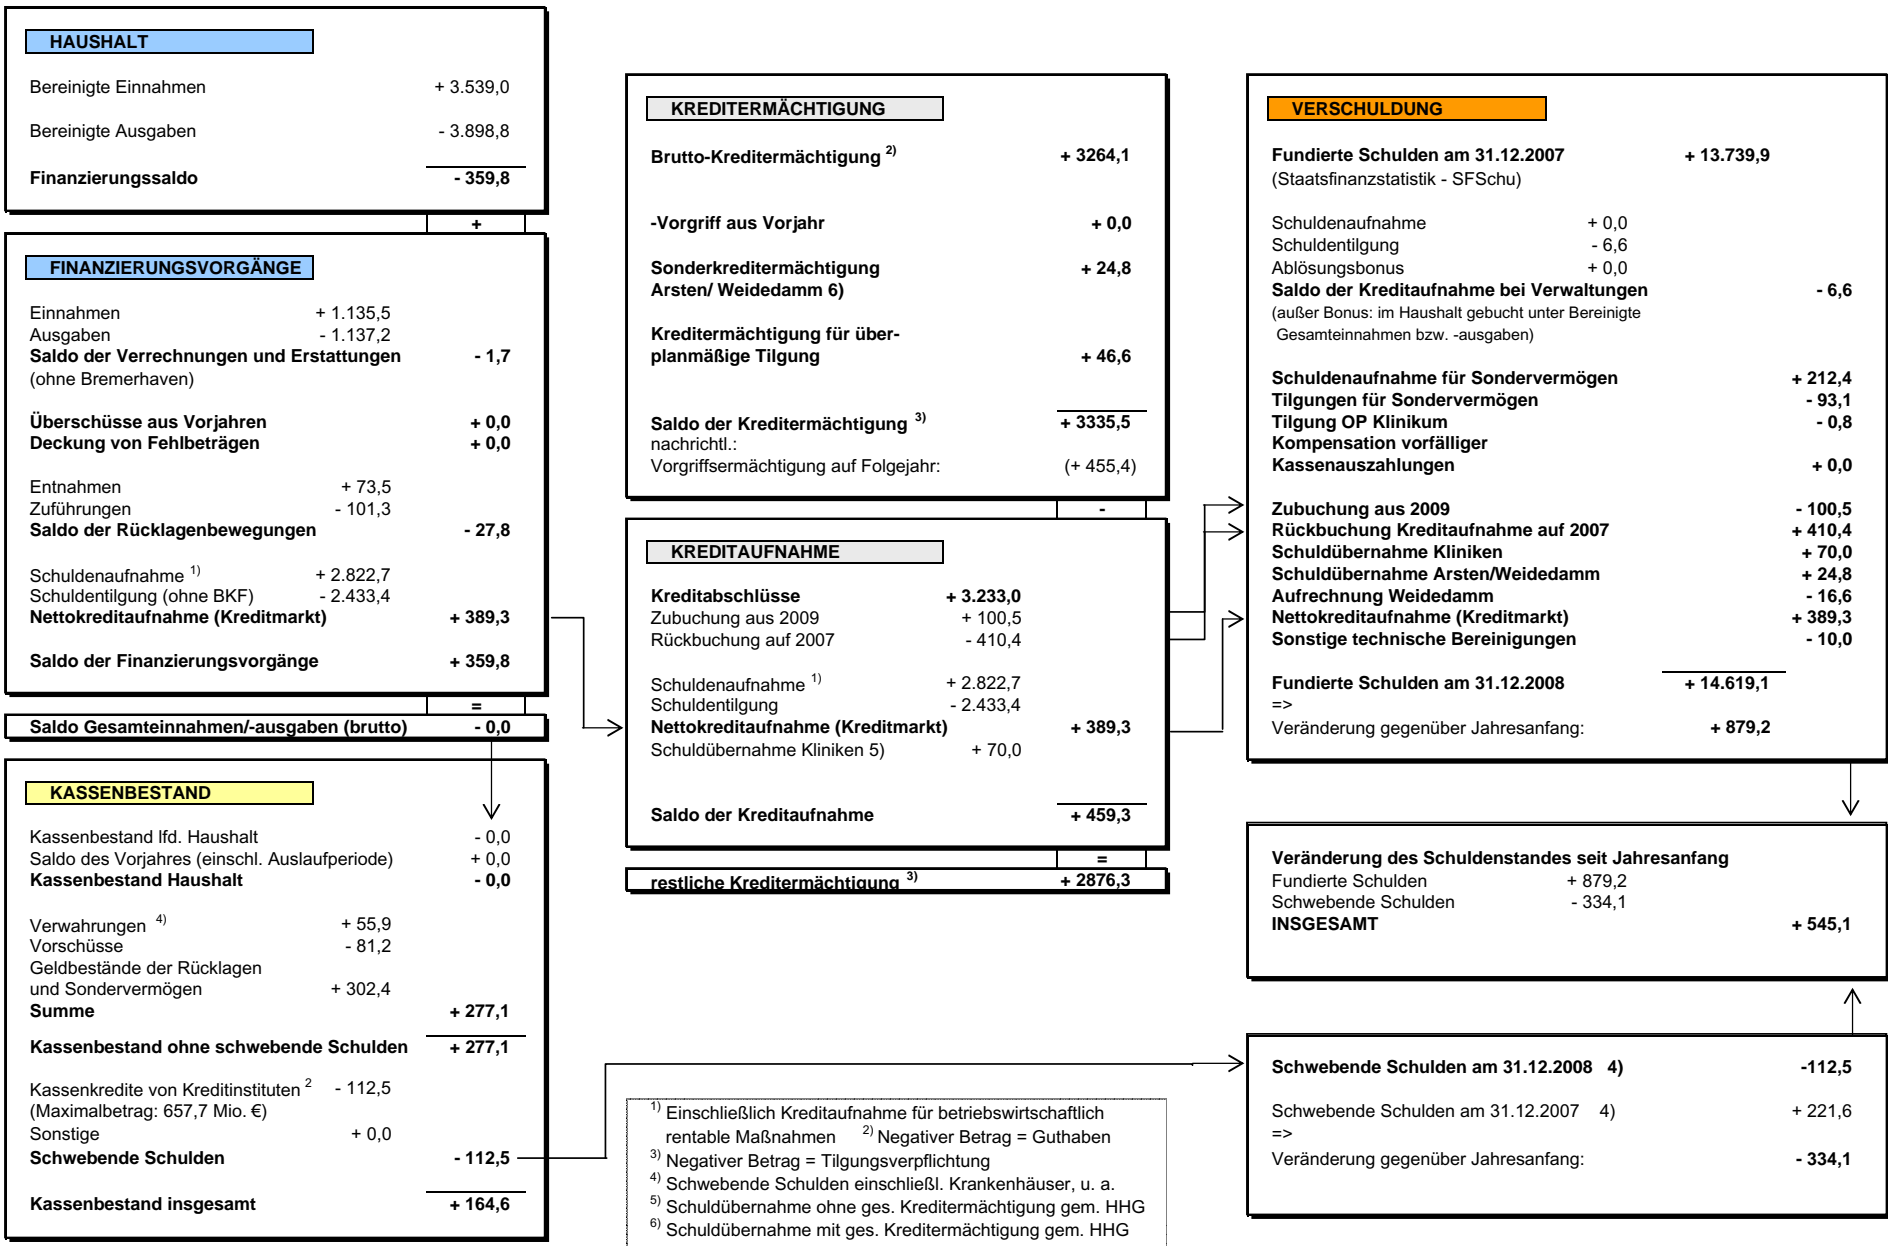 HAUSHALT
Bereinigte Einnahmen + 3.539,0
Bereinigte Ausgaben - 3.898,8
Finanzierungssaldo - 359,8
+
FINANZIERUNGSVORGÄNGE
Einnahmen + 1.135,5
Ausgaben - 1.137,2
Saldo der Verrechnungen und Erstattungen - 1,7
(ohne Bremerhaven)
Überschüsse aus Vorjahren + 0,0
Deckung von Fehlbeträgen + 0,0
Entnahmen + 73,5
Zuführungen - 101,3
Saldo der Rücklagenbewegungen - 27,8
Schuldenaufnahme 1) + 2.822,7
Schuldentilgung (ohne BKF) - 2.433,4
Nettokreditaufnahme (Kreditmarkt) + 389,3
Saldo der Finanzierungsvorgänge + 359,8
=
Saldo Gesamteinnahmen/-ausgaben (brutto) - 0,0
KASSENBESTAND
Kassenbestand lfd. Haushalt - 0,0
Saldo des Vorjahres (einschl. Auslaufperiode) + 0,0
Kassenbestand Haushalt - 0,0
Verwahrungen 4) + 55,9
Vorschüsse - 81,2
Geldbestände der Rücklagen
und Sondervermögen + 302,4
Summe + 277,1
Kassenbestand ohne schwebende Schulden + 277,1
Kassenkredite von Kreditinstituten 2 - 112,5
(Maximalbetrag: 657,7 Mio. €)
Sonstige + 0,0
Schwebende Schulden - 112,5
Kassenbestand insgesamt + 164,6
KREDITERMÄCHTIGUNG
Brutto-Kreditermächtigung 2) + 3264,1
-Vorgriff aus Vorjahr + 0,0
Sonderkreditermächtigung + 24,8
Arsten/ Weidedamm 6)
Kreditermächtigung für über-
planmäßige Tilgung + 46,6
Saldo der Kreditermächtigung 3) + 3335,5
nachrichtl.:
Vorgriffsermächtigung auf Folgejahr: (+ 455,4)
-
KREDITAUFNAHME
Kreditabschlüsse + 3.233,0
Zubuchung aus 2009 + 100,5
Rückbuchung auf 2007 - 410,4
Schuldenaufnahme 1) + 2.822,7
Schuldentilgung - 2.433,4
Nettokreditaufnahme (Kreditmarkt) + 389,3
Schuldübernahme Kliniken 5) + 70,0
Saldo der Kreditaufnahme + 459,3
=
restliche Kreditermächtigung 3) + 2876,3
1) Einschließlich Kreditaufnahme für betriebswirtschaftlich
rentable Maßnahmen 2) Negativer Betrag = Guthaben
3) Negativer Betrag = Tilgungsverpflichtung
4) Schwebende Schulden einschließl. Krankenhäuser, u. a.
5) Schuldübernahme ohne ges. Kreditermächtigung gem. HHG
6) Schuldübernahme mit ges. Kreditermächtigung gem. HHG
VERSCHULDUNG
Fundierte Schulden am 31.12.2007 + 13.739,9
(Staatsfinanzstatistik - SFSchu)
Schuldenaufnahme + 0,0
Schuldentilgung - 6,6
Ablösungsbonus + 0,0
Saldo der Kreditaufnahme bei Verwaltungen - 6,6
(außer Bonus: im Haushalt gebucht unter Bereinigte
Gesamteinnahmen bzw. -ausgaben)
Schuldenaufnahme für Sondervermögen + 212,4
Tilgungen für Sondervermögen - 93,1
Tilgung OP Klinikum - 0,8
Kompensation vorfälliger
Kassenauszahlungen + 0,0
Zubuchung aus 2009 - 100,5
Rückbuchung Kreditaufnahme auf 2007 + 410,4
Schuldübernahme Kliniken + 70,0
Schuldübernahme Arsten/Weidedamm + 24,8
Aufrechnung Weidedamm - 16,6
Nettokreditaufnahme (Kreditmarkt) + 389,3
Sonstige technische Bereinigungen - 10,0
Fundierte Schulden am 31.12.2008 + 14.619,1
=>
Veränderung gegenüber Jahresanfang: + 879,2
Veränderung des Schuldenstandes seit Jahresanfang
Fundierte Schulden + 879,2
Schwebende Schulden - 334,1
INSGESAMT + 545,1
Schwebende Schulden am 31.12.2008 4) -112,5
Schwebende Schulden am 31.12.2007 4) + 221,6
=>
Veränderung gegenüber Jahresanfang: - 334,1